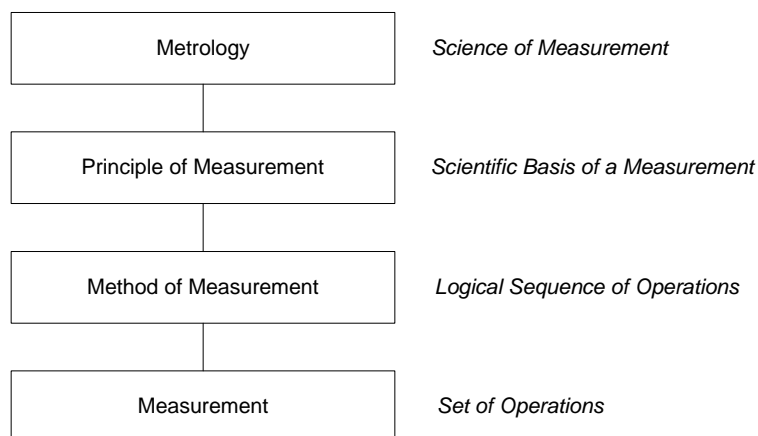 Metrology
Science of Measurement
Principle of Measurement
Scientific Basis of a Measurement
Method of Measurement
Logical Sequence of Operations
Measurement
Set of Operations